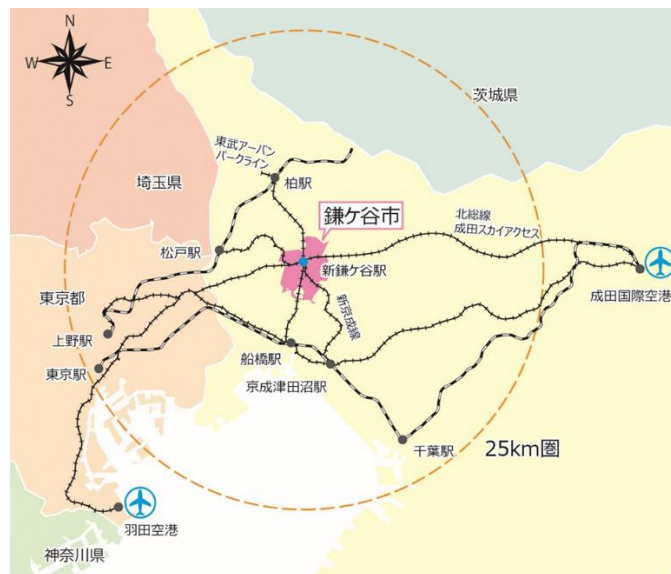 N
W
E
S
茨城県
東武アーバン
パークライン
埼玉県
柏駅
鎌ケ谷市
北総線
成田スカイアクセス
松戸駅
新鎌ケ谷駅
東京都
成田国際空港
新京成線
上野駅
船橋駅
東京駅
京成津田沼駅
千葉駅
25km圏
羽田空港
神奈川県